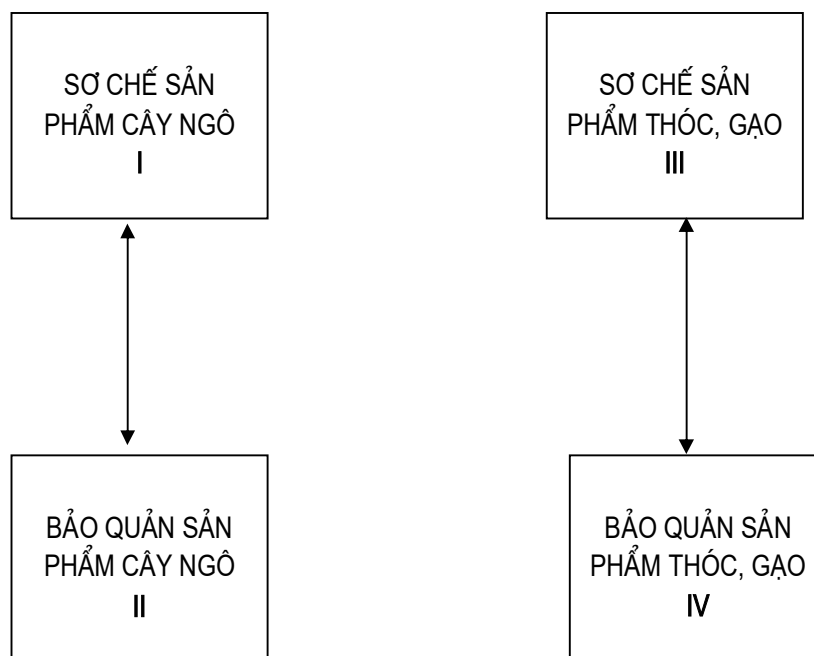 SƠ CHẾ SẢN
PHẨM CÂY NGÔ
I
SƠ CHẾ SẢN
PHẨM THÓC, GẠO
III
BẢO QUẢN SẢN
PHẨM CÂY NGÔ
II
BẢO QUẢN SẢN
PHẨM THÓC, GẠO
IV